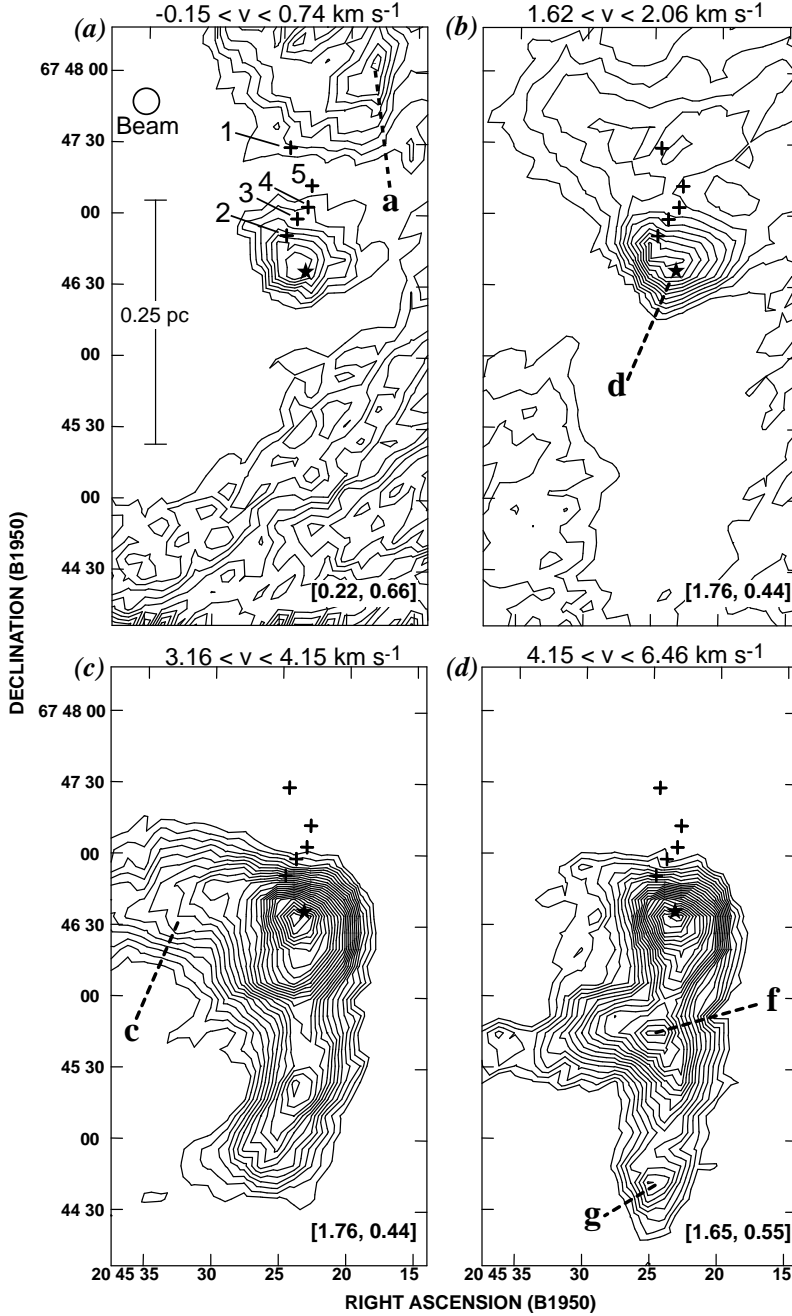 (a) -0.15 < v < 0.74 km s-1
(b) 1.62 < v < 2.06 km s-1
67 48 00
Beam
47 30
1
5
a
4
3
00
2
46 30
0.25 pc
00
d
45 30
00
44 30
[0.22, 0.66]
[1.76, 0.44]
DECLINATION (B1950)
(c) 3.16 < v < 4.15 km s-1
(d) 4.15 < v < 6.46 km s-1
67 48 00
47 30
00
46 30
c
00
f
45 30
00
g
44 30
[1.76, 0.44]
[1.65, 0.55]
20 45 35 30 25 20 15
35 30 25 20 15
RIGHT ASCENSION (B1950)